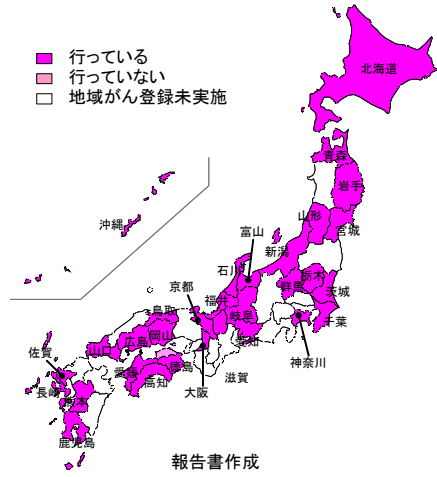 行っている
行っていない
地域がん登録未実施
北海道
青森
岩手
沖縄
山形
宮城
富山
新潟
石川
栃木
京都
群馬
茨城
福井
鳥取
岐阜
千葉
岡山
広島
愛知
佐賀
山口
神奈川
徳島
愛媛
滋賀
高知
長崎
大阪
熊本
鹿児島
報告書作成